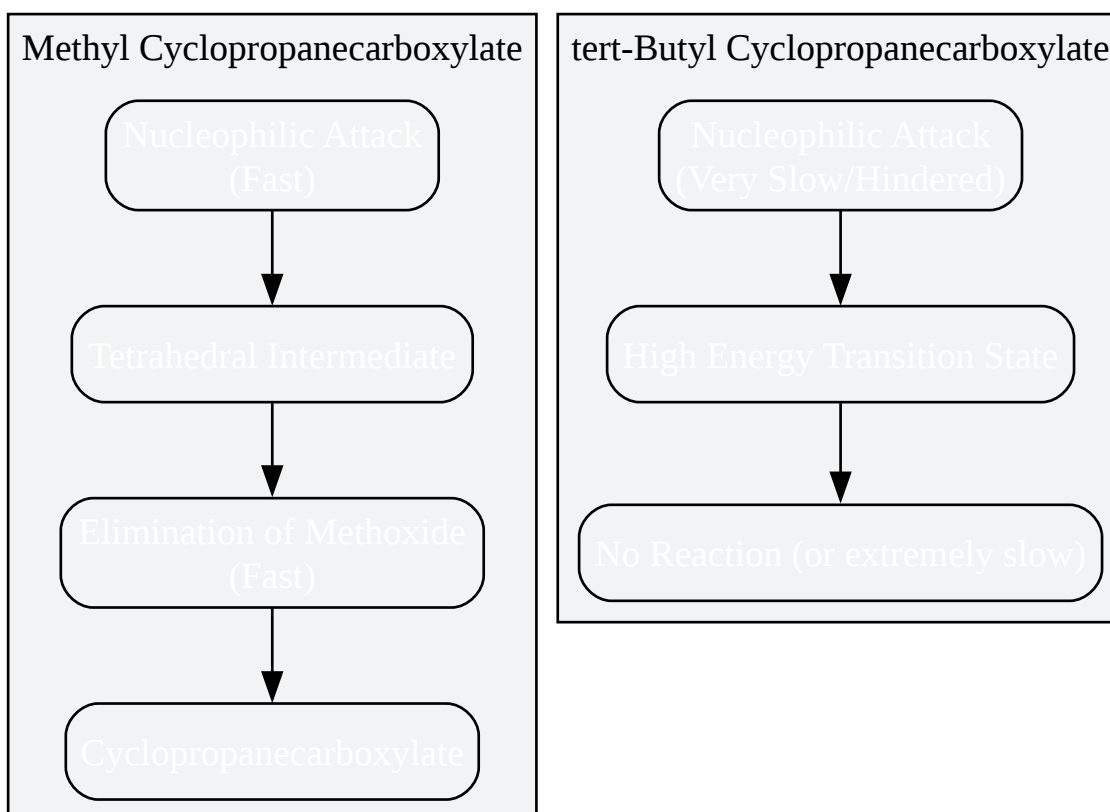 Methyl Cyclopropanecarboxylate
Nucleophilic Attack
(Fast)
Tetrahedral Intermediate
Elimination of Methoxide
(Fast)
Cyclopropanecarboxylate
tert-Butyl Cyclopropanecarboxylate
Nucleophilic Attack
(Very Slow/Hindered)
High Energy Transition State
No Reaction (or extremely slow)